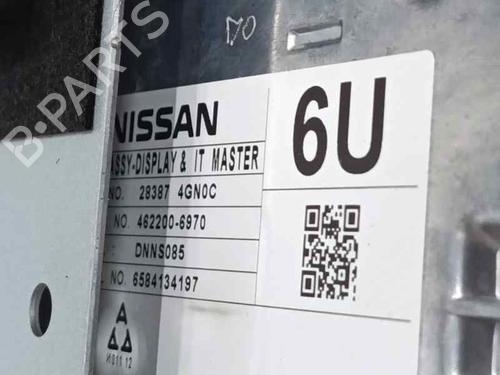 B-PARTS
NISSAN
6U
ASSY-DISPLAY & IT MASTER
NO. 28387 4GN0C
NO. 462200-6970
DNNS085
NO. 6584134197